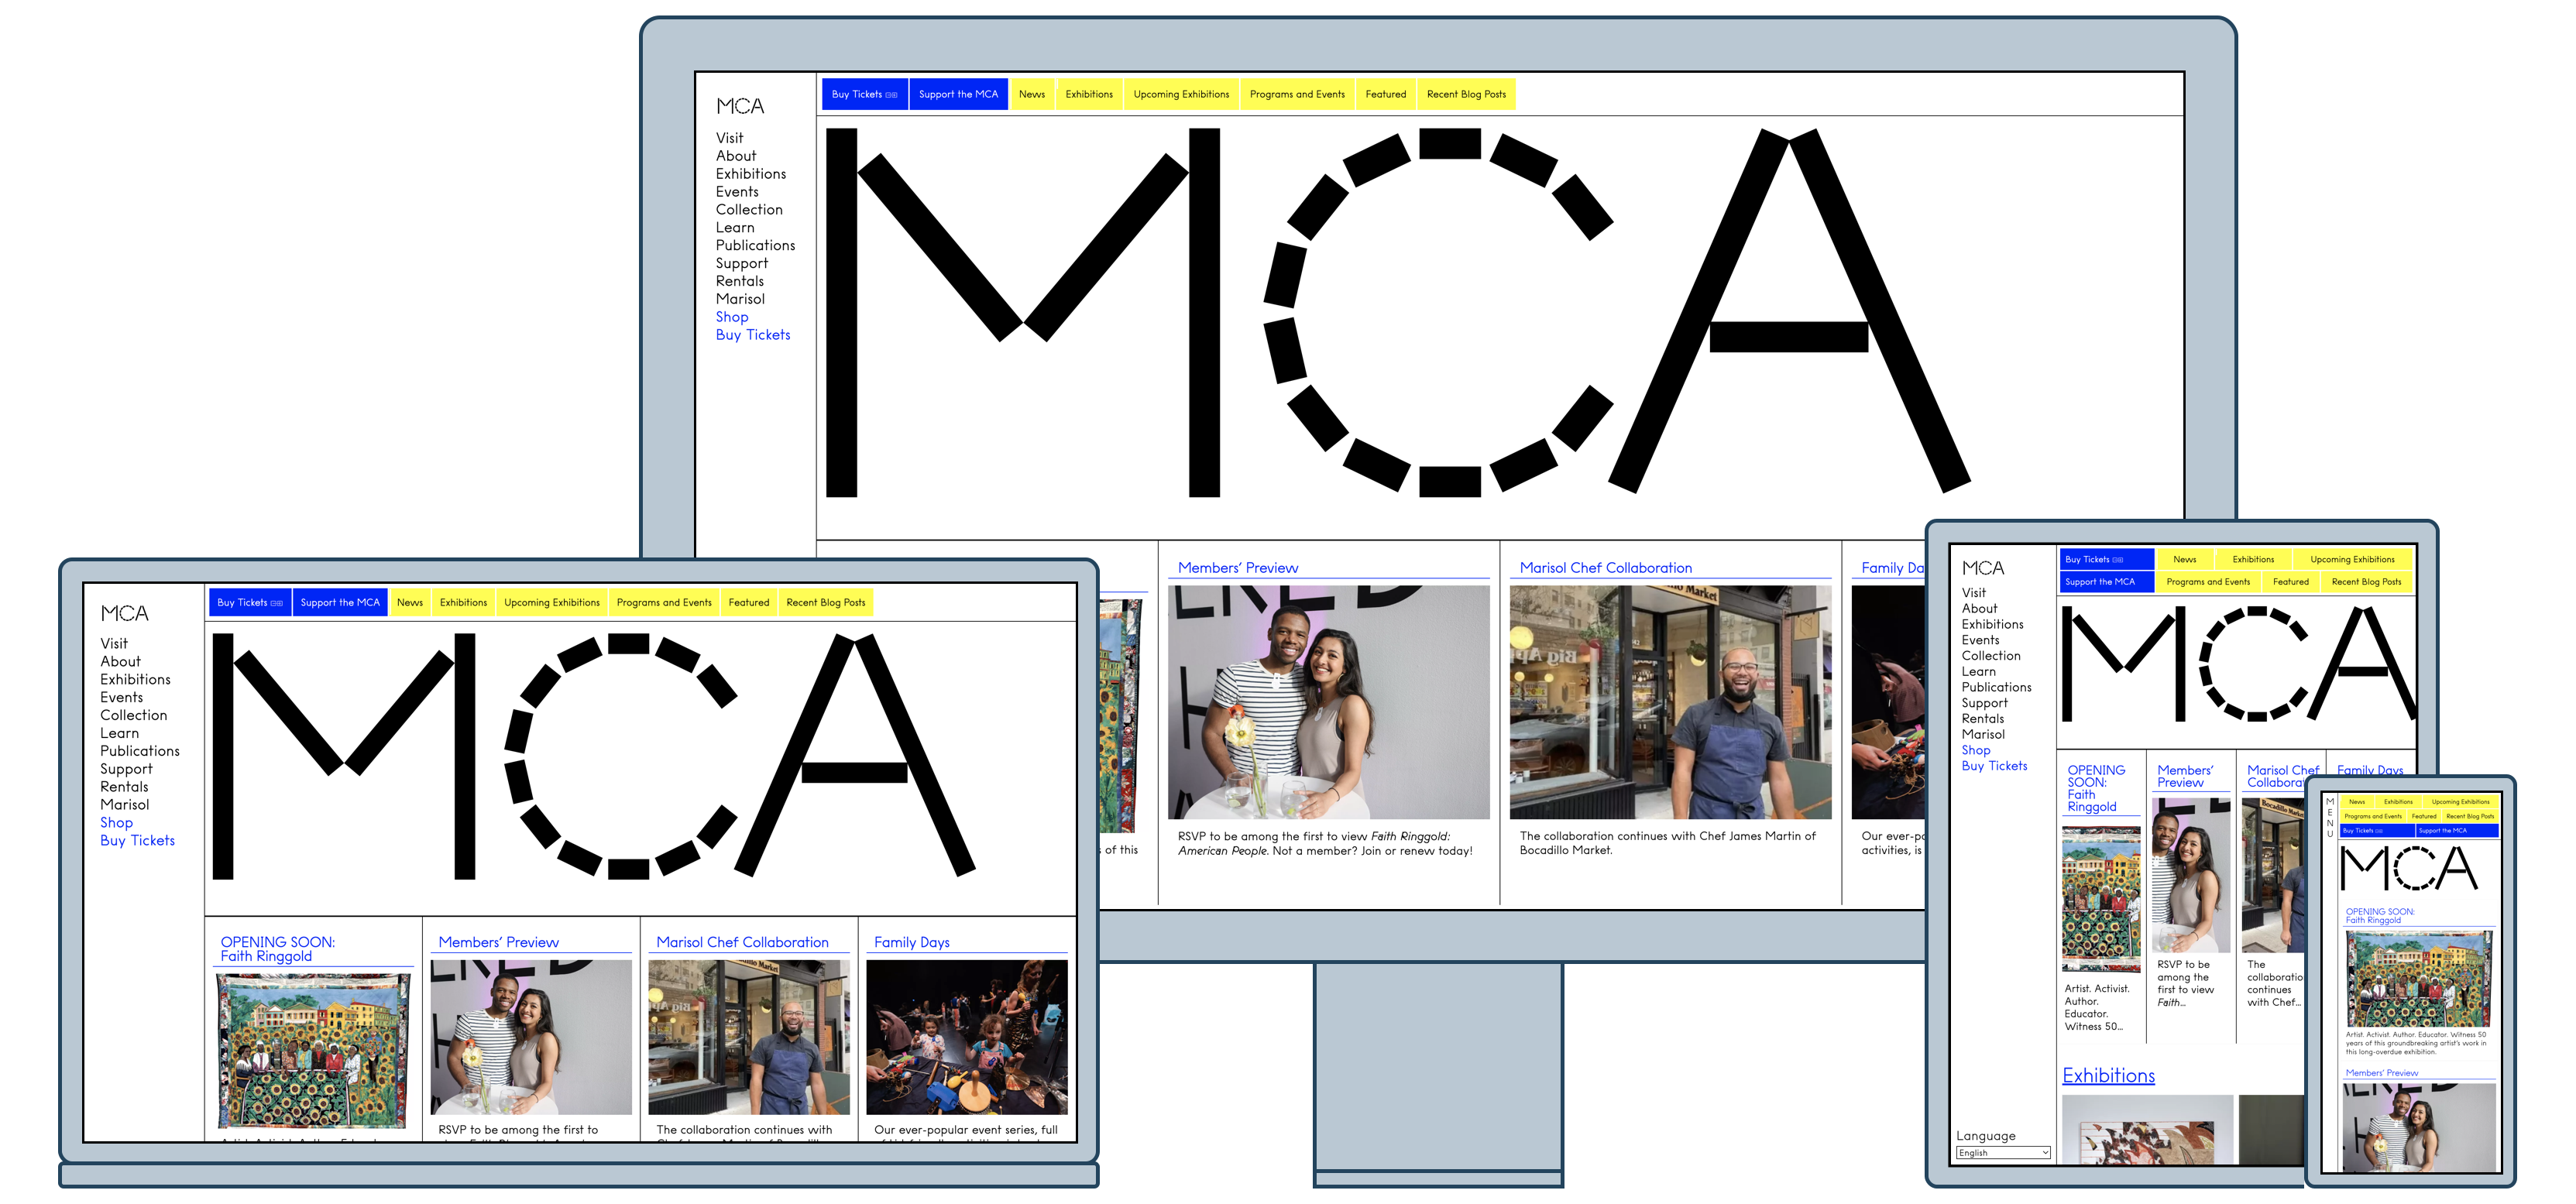 MCA
Visit
About
Exhibitions
Events
Collection
Learn
Publications
Support
Rentals
Marisol
Shop
Buy Tickets
Buy Tickets
Support the MCA
News
Exhibitions
Upcoming Exhibitions
Programs and Events
Featured
Recent Blog Posts
MCA
s of this
Members' Preview
RSVP to be among the first to view Faith Ringgold:
American People. Not a member? Join or renew today!
Marisol Chef Collaboration
The collaboration continues with Chef James Martin of
Bocadillo Market.
Family Da
Our ever-po
activities, is
MCA
Visit
About
Exhibitions
Events
Collection
Learn
Publications
Support
Rentals
Marisol
Shop
Buy Tickets
Buy Tickets
Support the MCA
News
Exhibitions
Upcoming Exhibitions
Programs and Events
Featured
Recent Blog Posts
MCA
OPENING SOON:
Faith Ringgold
Members' Preview
RSVP to be among the first to
Marisol Chef Collaboration
The collaboration continues with
Family Days
Our ever-popular event series, full
MCA
Visit
About
Exhibitions
Events
Collection
Learn
Publications
Support
Rentals
Marisol
Shop
Buy Tickets
Language
English
Buy Tickets
News
Exhibitions
Upcoming Exhibitions
Support the MCA
Programs and Events
Featured
Recent Blog Posts
MCA
OPENING
SOON:
Faith
Ringgold
Artist. Activist.
Author.
Educator.
Witness 50...
Members'
Preview
RSVP to be
among the
first to view
Faith...
Marisol Chef
Collaborat
The
collaboratio
continues
with Chef...
Family Days
Exhibitions
MENU
News
Exhibitions
Upcoming Exhibitions
Programs and Events
Featured
Recent Blog Posts
Buy Tickets
Support the MCA
MCA
OPENING SOON:
Faith Ringgold
Artist. Activist. Author. Educator. Witness 50
years of this groundbreaking artist's work in
this long-overdue exhibition.
Members' Preview